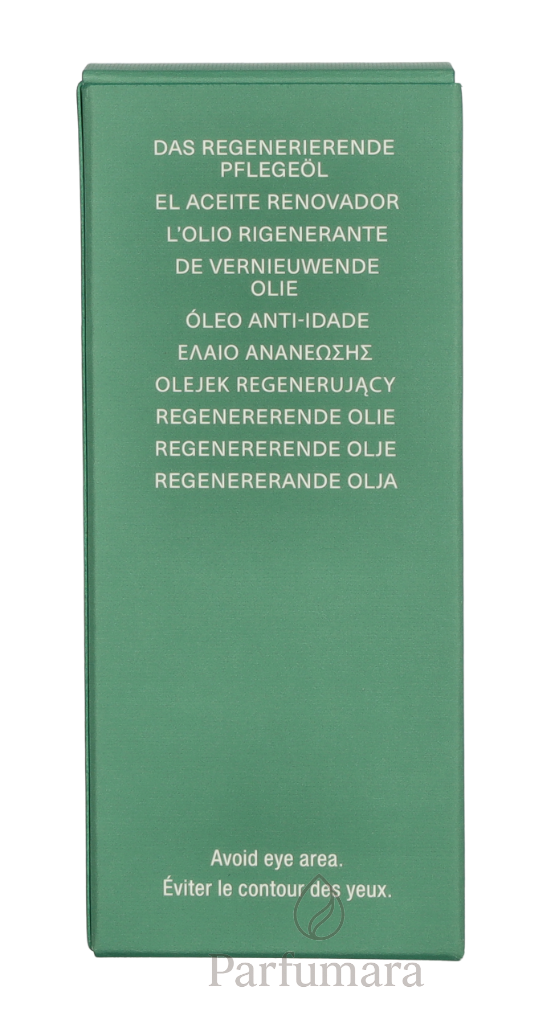 DAS REGENERIERENDE
PFLEGEÖL
EL ACEITE RENOVADOR
L'OLIO RIGENERANTE
DE VERNIEUWENDE
OLIE
ÓLEO ANTI-IDADE
ΕΛΑΙΟ ΑΝΑΝΕΩΣΗΣ
OLEJEK REGENERUJĄCY
REGENERERENDE OLIE
REGENERERENDE OLJE
REGENERERANDE OLJA
Avoid eye area.
Éviter le contour des yeux.
Parfumara